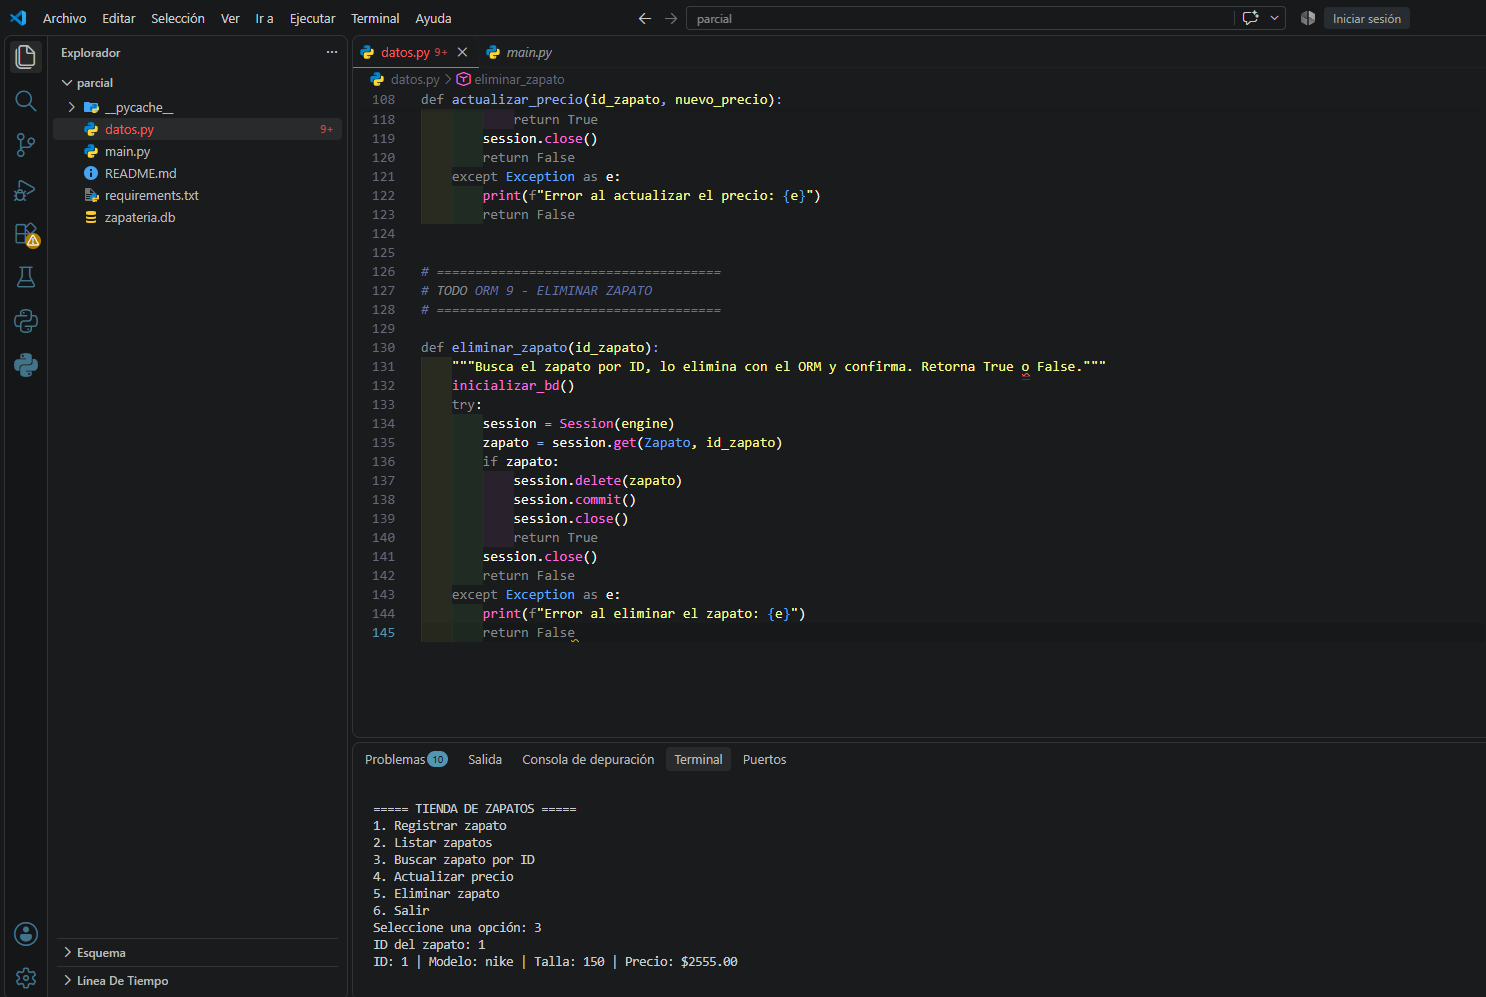 Archivo Editar Selección Ver Ir a Ejecutar Terminal Ayuda
parcial
Iniciar sesión
Explorador
parcial
__pycache__
datos.py 9+
main.py
README.md
requirements.txt
zapateria.db
Esquema
Línea De Tiempo
datos.py 9+ main.py
datos.py > eliminar_zapato
108 def actualizar_precio(id_zapato, nuevo_precio):
118 return True
119 session.close()
120 return False
121 except Exception as e:
122 print(f"Error al actualizar el precio: {e}")
123 return False
124
125
126 # =====================================
127 # TODO ORM 9 - ELIMINAR ZAPATO
128 # =====================================
129
130 def eliminar_zapato(id_zapato):
131 """Busca el zapato por ID, lo elimina con el ORM y confirma. Retorna True o False."""
132 inicializar_bd()
133 try:
134 session = Session(engine)
135 zapato = session.get(Zapato, id_zapato)
136 if zapato:
137 session.delete(zapato)
138 session.commit()
139 session.close()
140 return True
141 session.close()
142 return False
143 except Exception as e:
144 print(f"Error al eliminar el zapato: {e}")
145 return False
Problemas 10 Salida Consola de depuración Terminal Puertos
===== TIENDA DE ZAPATOS =====
1. Registrar zapato
2. Listar zapatos
3. Buscar zapato por ID
4. Actualizar precio
5. Eliminar zapato
6. Salir
Seleccione una opción: 3
ID del zapato: 1
ID: 1 | Modelo: nike | Talla: 150 | Precio: $2555.00